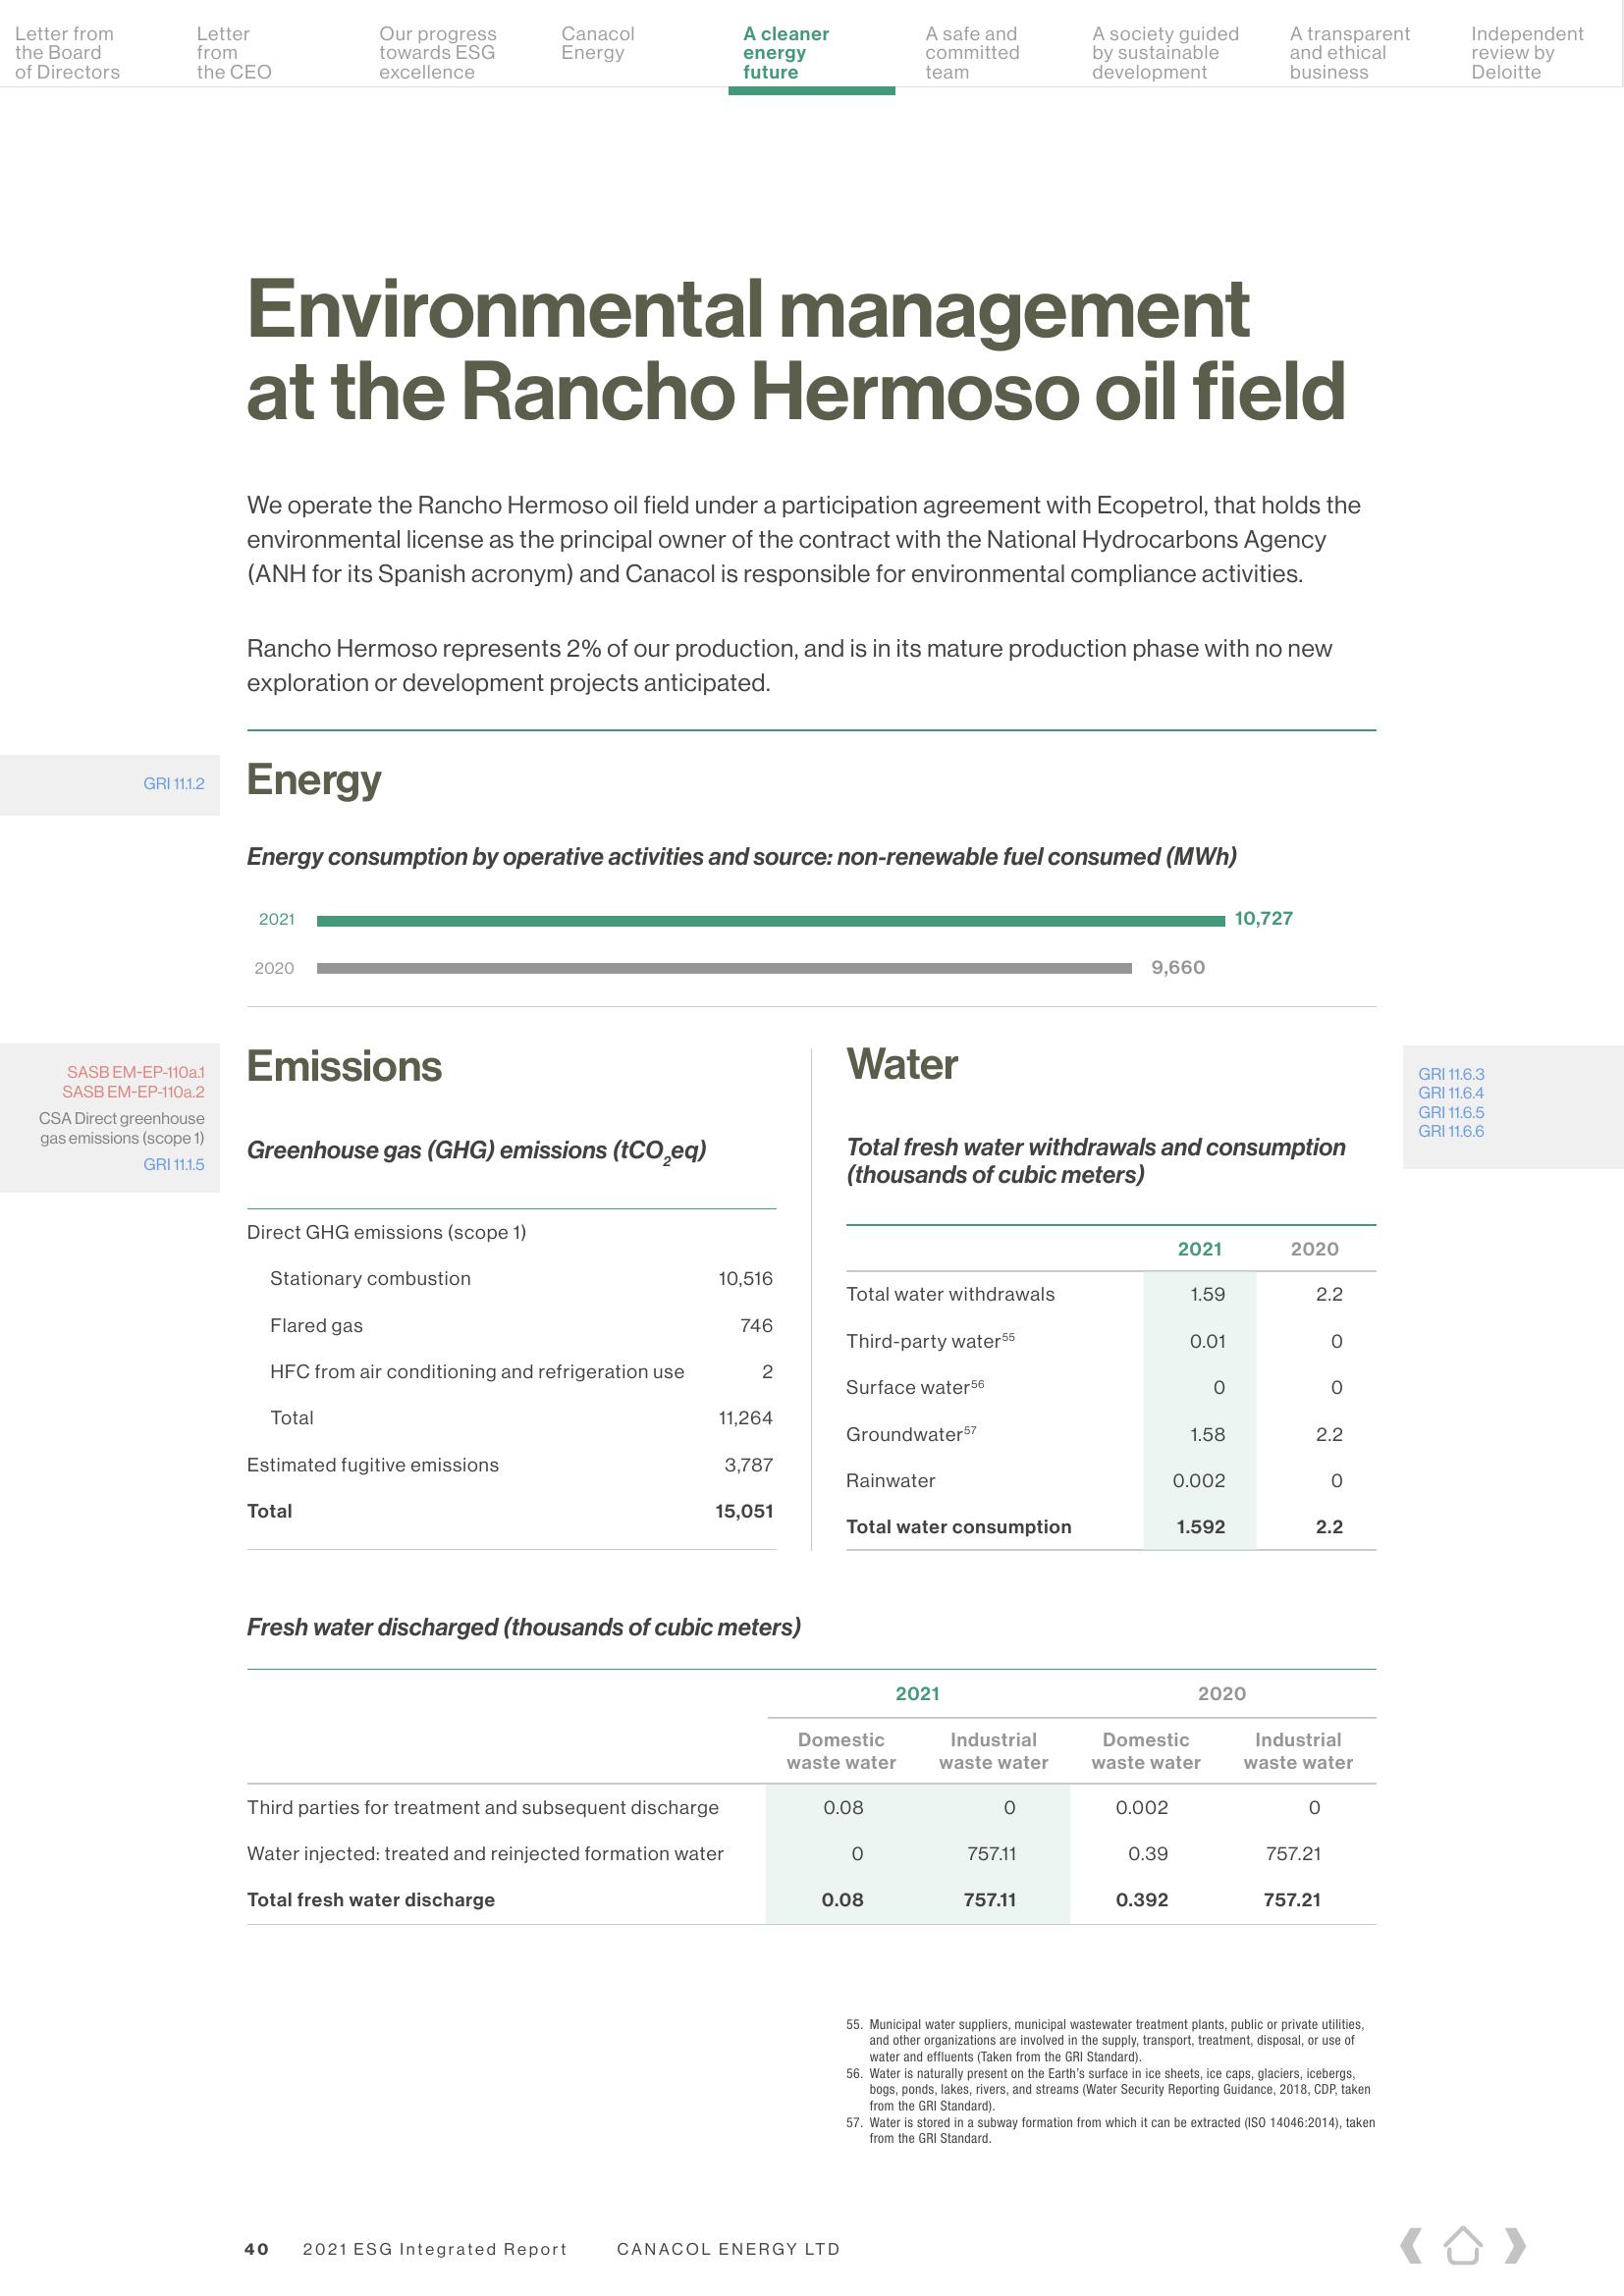 Letter from
the Board
of Directors
Letter
from
the CEO
Our progress
towards ESG
excellence
Canacol
Energy
A cleaner
energy
future
A safe and
committed
team
A society guided
by sustainable
development
A transparent
and ethical
business
Independent
review by
Deloitte
Environmental management
at the Rancho Hermoso oil field
We operate the Rancho Hermoso oil field under a participation agreement with Ecopetrol, that holds the
environmental license as the principal owner of the contract with the National Hydrocarbons Agency
(ANH for its Spanish acronym) and Canacol is responsible for environmental compliance activities.
Rancho Hermoso represents 2% of our production, and is in its mature production phase with no new
exploration or development projects anticipated.
GRI 11.1.2
Energy
Energy consumption by operative activities and source: non-renewable fuel consumed (MWh)
2021 10,727
2020 9,660
SASB EM-EP-110a.1
SASB EM-EP-110a.2
CSA Direct greenhouse
gas emissions (scope 1)
GRI 11.1.5
Emissions
Greenhouse gas (GHG) emissions (tCO2eq)
Direct GHG emissions (scope 1)
Stationary combustion 10,516
Flared gas 746
HFC from air conditioning and refrigeration use 2
Total 11,264
Estimated fugitive emissions 3,787
Total 15,051
Water
GRI 11.6.3
GRI 11.6.4
GRI 11.6.5
GRI 11.6.6
Total fresh water withdrawals and consumption
(thousands of cubic meters)
2021 2020
Total water withdrawals 1.59 2.2
Third-party water55 0.01 0
Surface water56 0 0
Groundwater57 1.58 2.2
Rainwater 0.002 0
Total water consumption 1.592 2.2
Fresh water discharged (thousands of cubic meters)
2021 2020
Domestic Industrial Domestic Industrial
waste water waste water waste water waste water
Third parties for treatment and subsequent discharge 0.08 0 0.002 0
Water injected: treated and reinjected formation water 0 757.11 0.39 757.21
Total fresh water discharge 0.08 757.11 0.392 757.21
55. Municipal water suppliers, municipal wastewater treatment plants, public or private utilities,
and other organizations are involved in the supply, transport, treatment, disposal, or use of
water and effluents (Taken from the GRI Standard).
56. Water is naturally present on the Earth's surface in ice sheets, ice caps, glaciers, icebergs,
bogs, ponds, lakes, rivers, and streams (Water Security Reporting Guidance, 2018, CDP, taken
from the GRI Standard).
57. Water is stored in a subway formation from which it can be extracted (ISO 14046:2014), taken
from the GRI Standard.
40 2021 ESG Integrated Report CANACOL ENERGY LTD